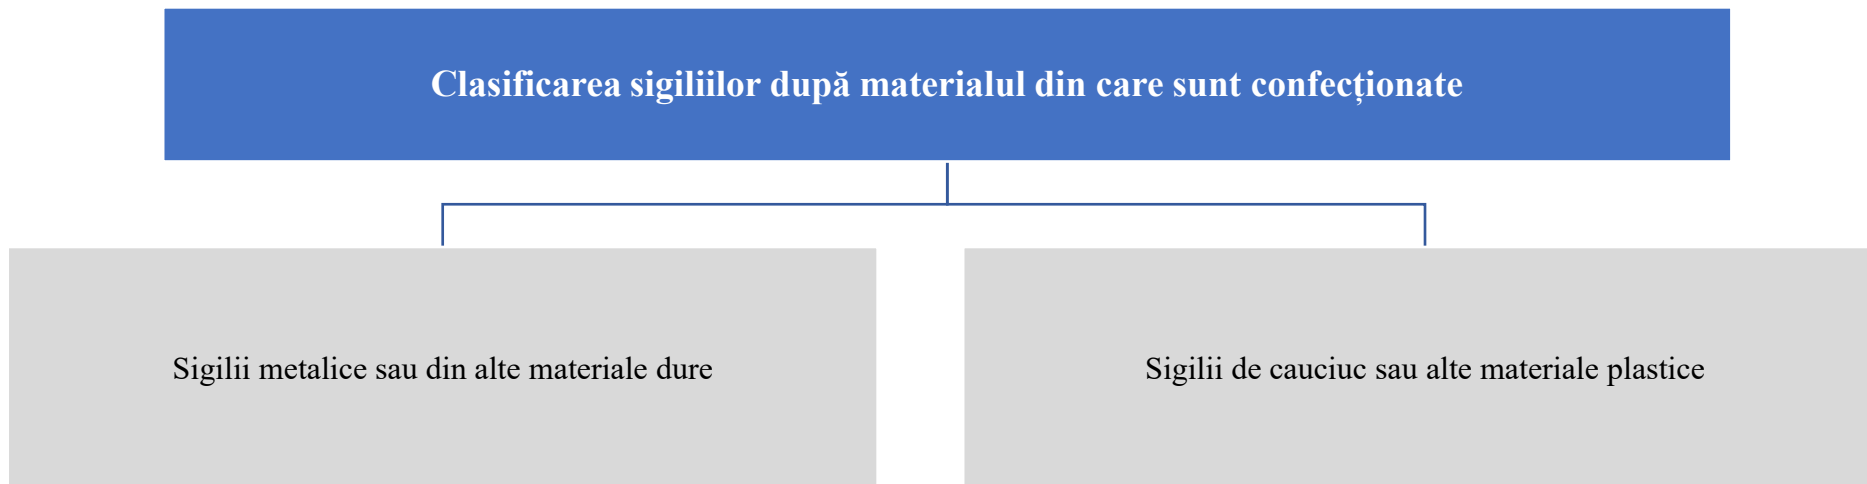 Clasificarea sigiliilor după materialul din care sunt confecționate
Sigilii metalice sau din alte materiale dure
Sigilii de cauciuc sau alte materiale plastice